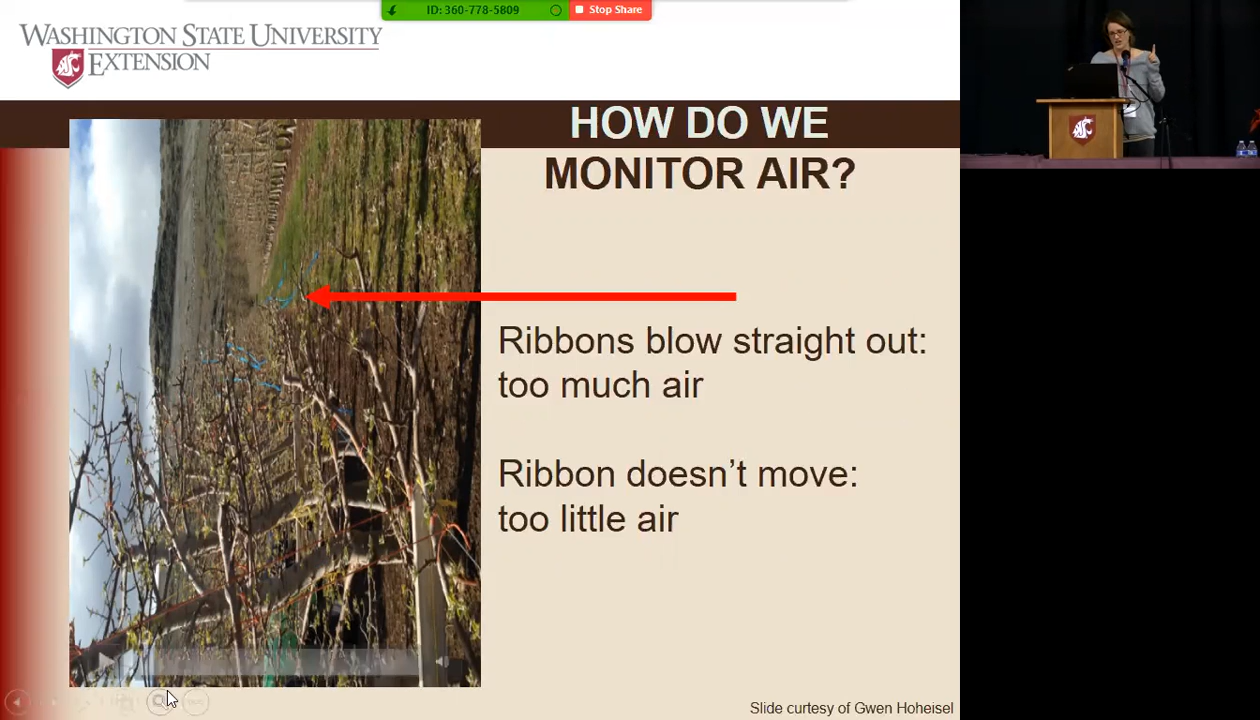 ID: 360-778-5809
Stop Share
WASHINGTON STATE UNIVERSITY
EXTENSION
HOW DO WE
MONITOR AIR?
Ribbons blow straight out:
too much air
Ribbon doesn’t move:
too little air
Slide curtesy of Gwen Hoheisel